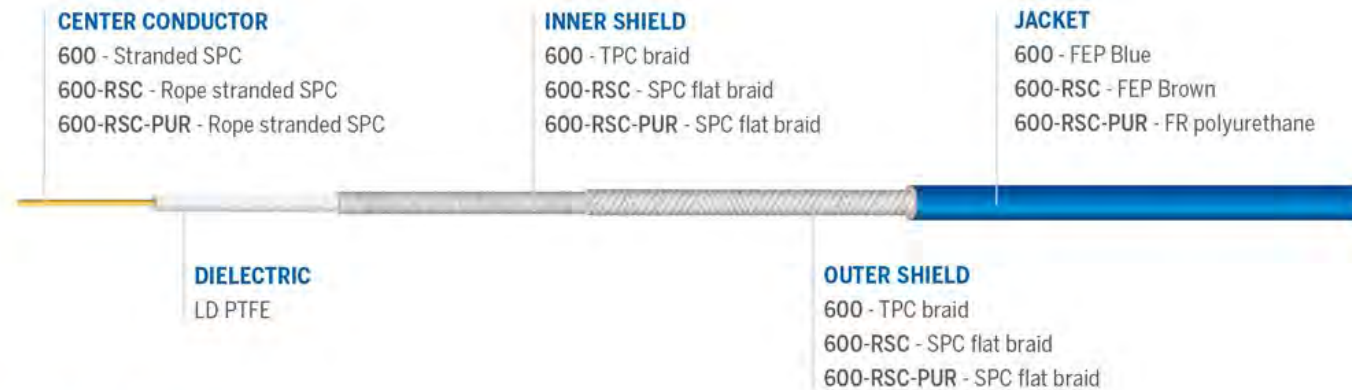 CENTER CONDUCTOR
600 - Stranded SPC
600-RSC - Rope stranded SPC
600-RSC-PUR - Rope stranded SPC
INNER SHIELD
600 - TPC braid
600-RSC - SPC flat braid
600-RSC-PUR - SPC flat braid
JACKET
600 - FEP Blue
600-RSC - FEP Brown
600-RSC-PUR - FR polyurethane
DIELECTRIC
LD PTFE
OUTER SHIELD
600 - TPC braid
600-RSC - SPC flat braid
600-RSC-PUR - SPC flat braid